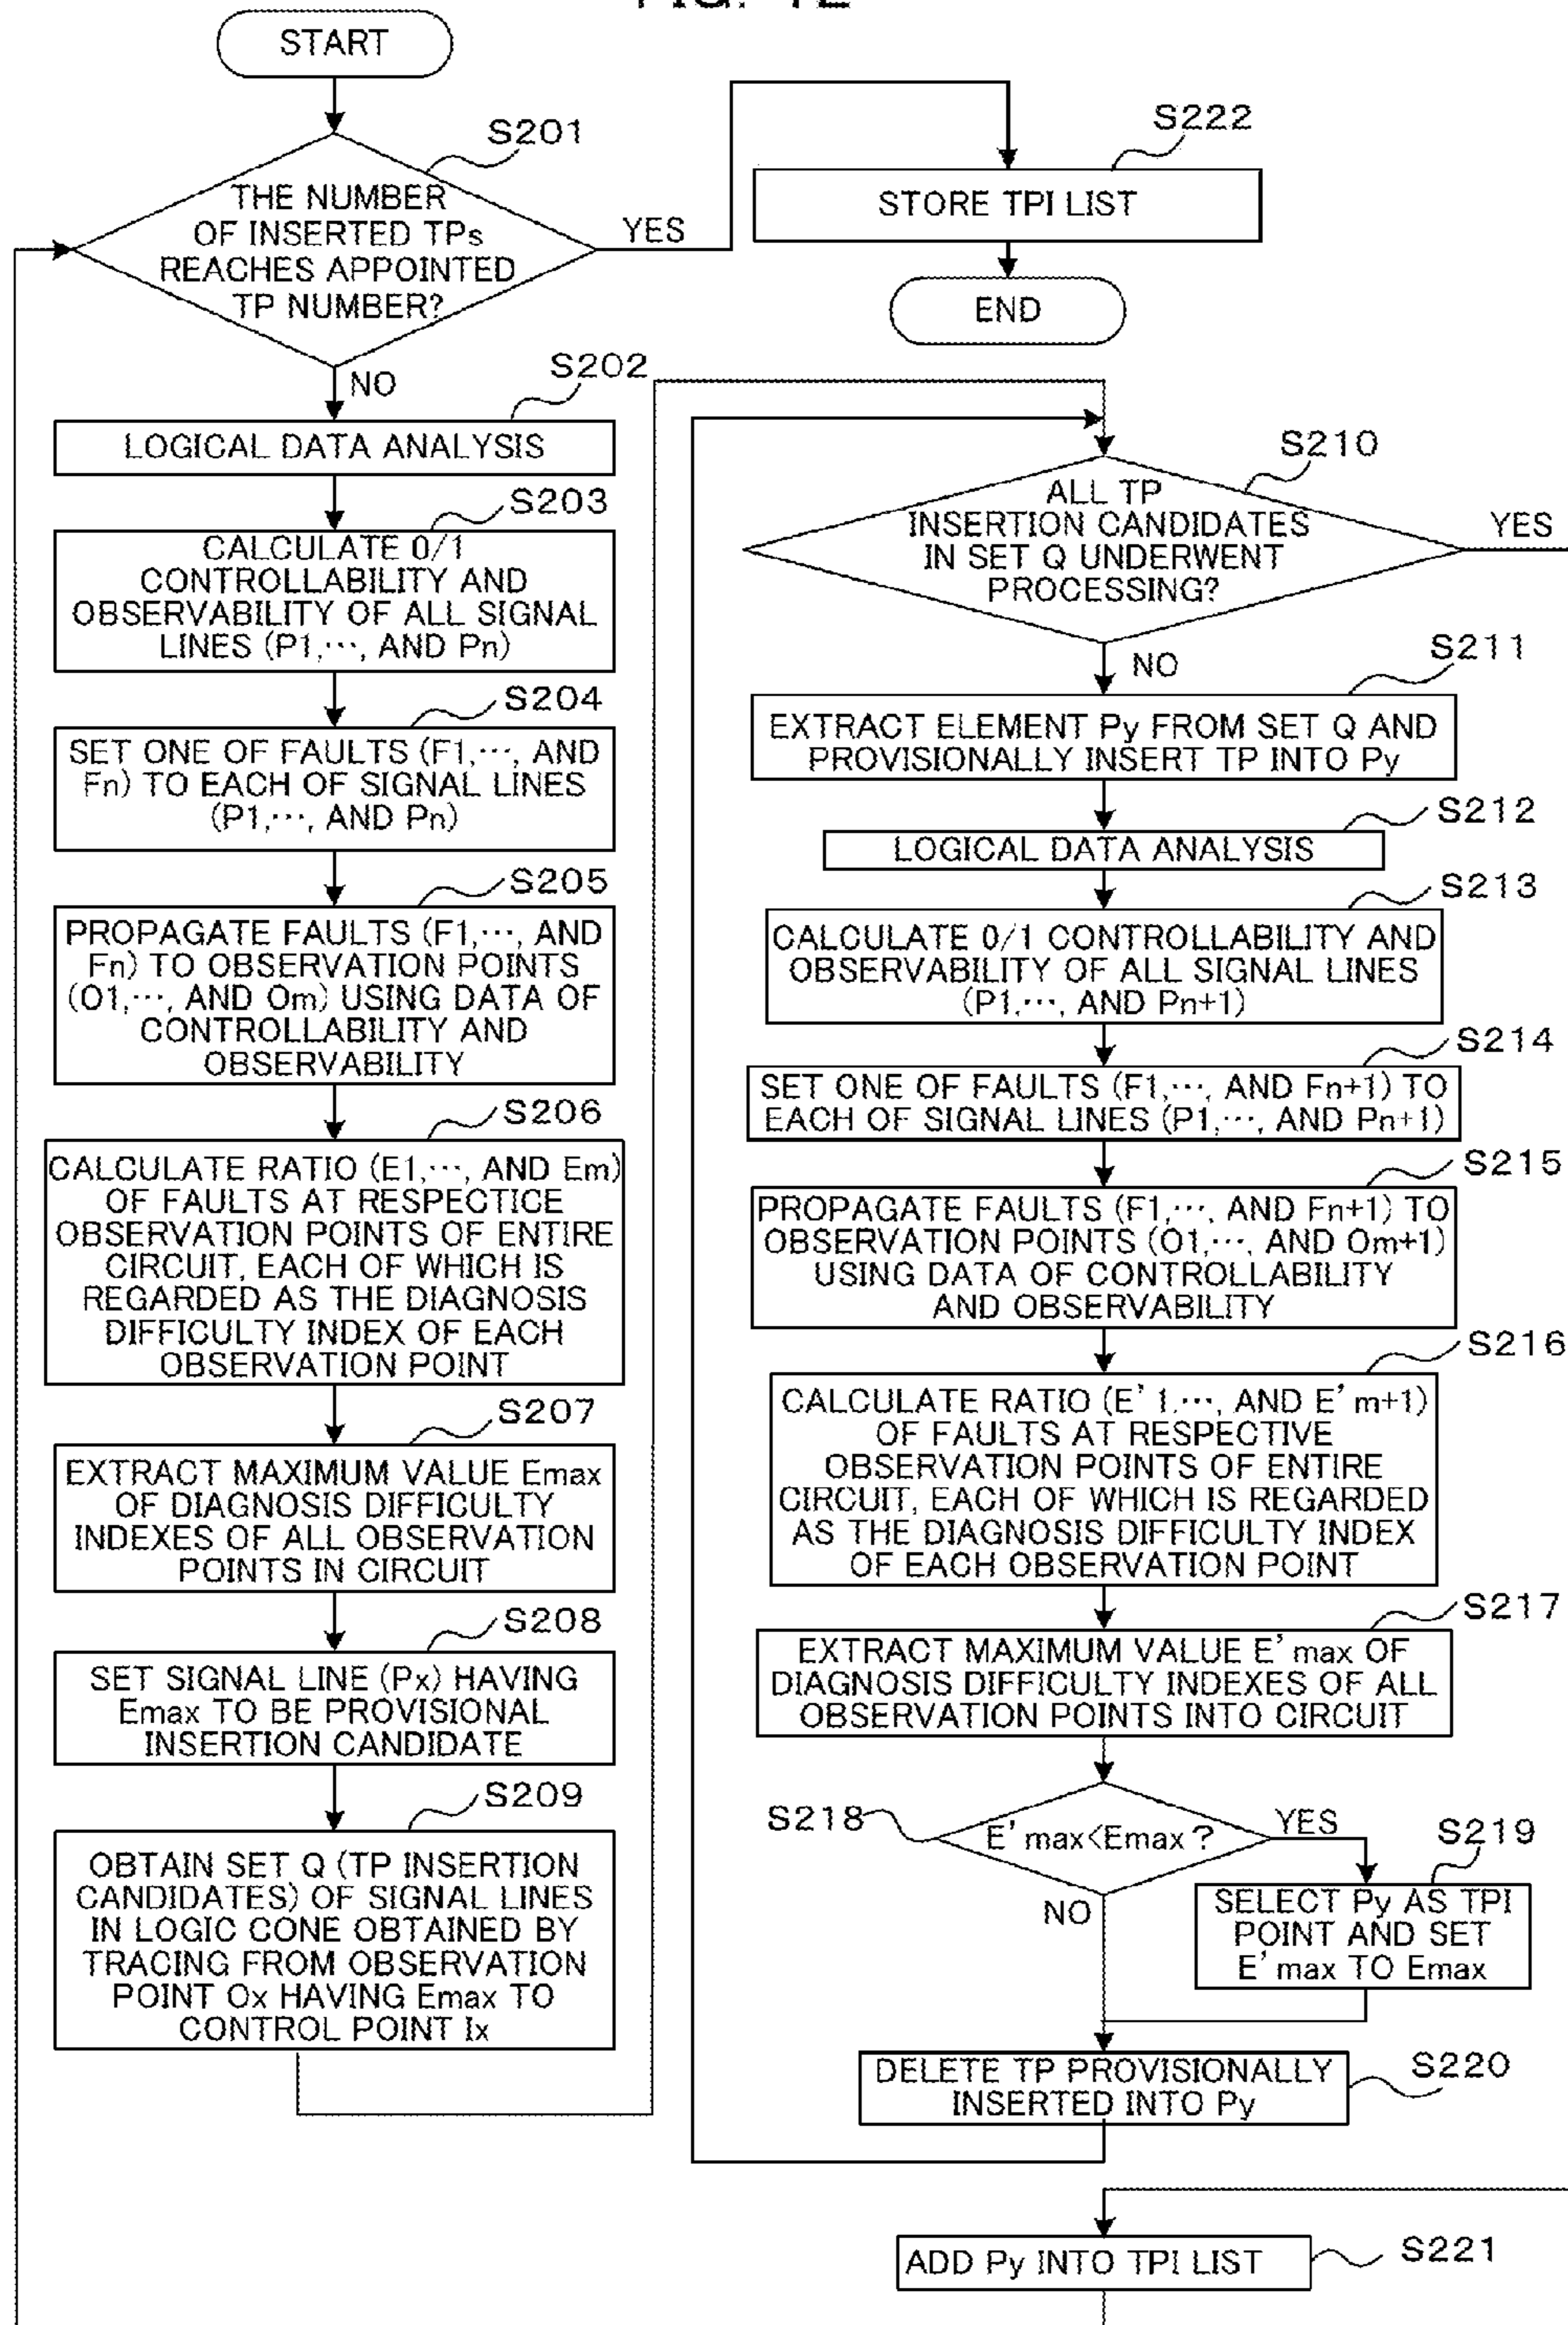 START
S201
THE NUMBER
OF INSERTED TPs
REACHES APPOINTED
TP NUMBER?
YES
NO
S222
STORE TPI LIST
END
S202
LOGICAL DATA ANALYSIS
S203
CALCULATE 0/1
CONTROLLABILITY AND
OBSERVABILITY OF ALL SIGNAL
LINES (P1,…, AND Pn)
S204
SET ONE OF FAULTS (F1,…, AND
Fn) TO EACH OF SIGNAL LINES
(P1,…, AND Pn)
S205
PROPAGATE FAULTS (F1,…, AND
Fn) TO OBSERVATION POINTS
(O1,…, AND Om) USING DATA OF
CONTROLLABILITY AND
OBSERVABILITY
S206
CALCULATE RATIO (E1,…, AND Em)
OF FAULTS AT RESPECTICE
OBSERVATION POINTS OF ENTIRE
CIRCUIT, EACH OF WHICH IS
REGARDED AS THE DIAGNOSIS
DIFFICULTY INDEX OF EACH
OBSERVATION POINT
S207
EXTRACT MAXIMUM VALUE Emax
OF DIAGNOSIS DIFFICULTY
INDEXES OF ALL OBSERVATION
POINTS IN CIRCUIT
S208
SET SIGNAL LINE (Px) HAVING
Emax TO BE PROVISIONAL
INSERTION CANDIDATE
S209
OBTAIN SET Q (TP INSERTION
CANDIDATES) OF SIGNAL LINES
IN LOGIC CONE OBTAINED BY
TRACING FROM OBSERVATION
POINT Ox HAVING Emax TO
CONTROL POINT Ix
S210
ALL TP
INSERTION CANDIDATES
IN SET Q UNDERWENT
PROCESSING?
YES
NO
S211
EXTRACT ELEMENT Py FROM SET Q AND
PROVISIONALLY INSERT TP INTO Py
S212
LOGICAL DATA ANALYSIS
S213
CALCULATE 0/1 CONTROLLABILITY AND
OBSERVABILITY OF ALL SIGNAL LINES
(P1,…, AND Pn+1)
S214
SET ONE OF FAULTS (F1,…, AND Fn+1) TO
EACH OF SIGNAL LINES (P1,…, AND Pn+1)
S215
PROPAGATE FAULTS (F1,…, AND Fn+1) TO
OBSERVATION POINTS (O1,…, AND Om+1)
USING DATA OF CONTROLLABILITY
AND OBSERVABILITY
S216
CALCULATE RATIO (E' 1,…, AND E' m+1)
OF FAULTS AT RESPECTIVE
OBSERVATION POINTS OF ENTIRE
CIRCUIT, EACH OF WHICH IS REGARDED
AS THE DIAGNOSIS DIFFICULTY INDEX
OF EACH OBSERVATION POINT
S217
EXTRACT MAXIMUM VALUE E' max OF
DIAGNOSIS DIFFICULTY INDEXES OF ALL
OBSERVATION POINTS INTO CIRCUIT
S218
E' max<Emax ?
YES
NO
S219
SELECT Py AS TPI
POINT AND SET
E' max TO Emax
S220
DELETE TP PROVISIONALLY
INSERTED INTO Py
S221
ADD Py INTO TPI LIST